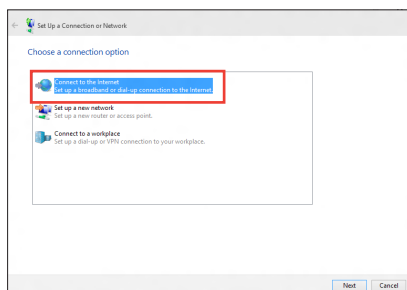 Set Up a Connection or Network
Choose a connection option
Connect to the Internet
Set up a broadband or dial-up connection to the Internet.
Set up a new network
Set up a new router or access point.
Connect to a workplace
Set up a dial-up or VPN connection to your workplace.
Next Cancel